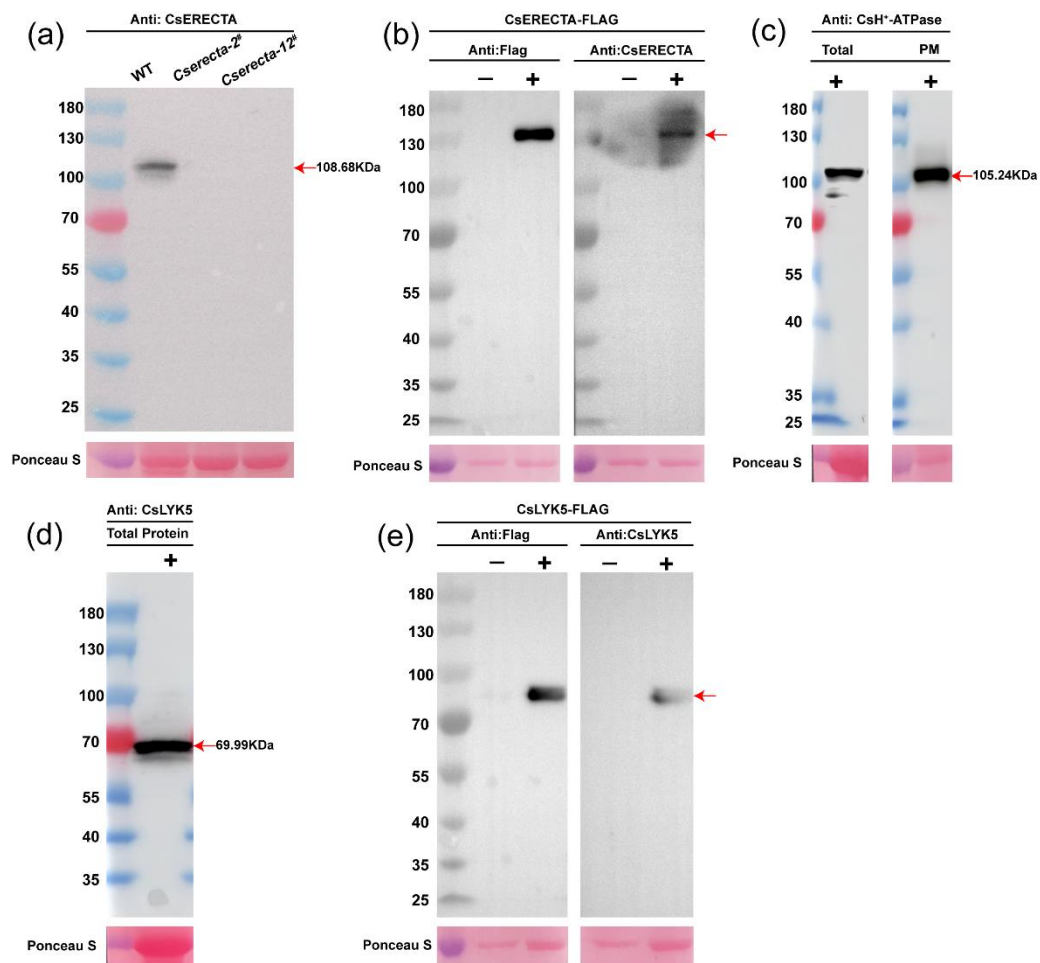 (a)
Anti: CsERECTA
WT
Cserecta-2#
Cserecta-12#
180
130
100
70
55
40
35
25
108.68KDa
Ponceau S
(b)
CsERECTA-FLAG
Anti:Flag
Anti:CsERECTA
− + − +
180
130
100
70
55
40
35
25
Ponceau S
(c)
Anti: CsH⁺-ATPase
Total PM
+ +
180
130
100
70
55
40
35
25
105.24KDa
Ponceau S
(d)
Anti: CsLYK5
Total Protein
+
180
130
100
70
55
40
35
69.99KDa
Ponceau S
(e)
CsLYK5-FLAG
Anti:Flag
Anti:CsLYK5
− + − +
180
130
100
70
55
40
35
25
Ponceau S